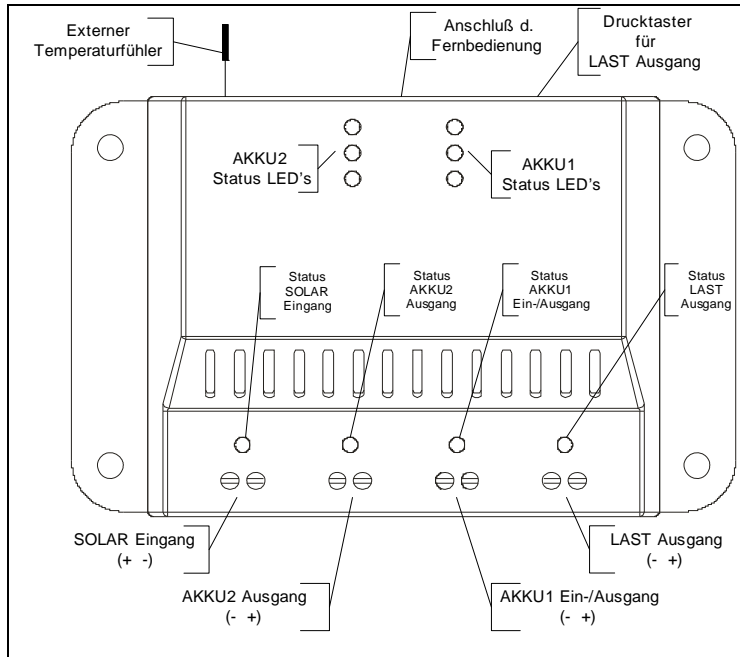 Externer
Temperaturfühler
Anschluß d.
Fernbedienung
Drucktaster
für
LAST Ausgang
AKKU2
Status LED's
AKKU1
Status LED's
Status
SOLAR
Eingang
Status
AKKU2
Ausgang
Status
AKKU1
Ein-/Ausgang
Status
LAST
Ausgang
SOLAR Eingang
(+ -)
LAST Ausgang
(- +)
AKKU2 Ausgang
(- +)
AKKU1 Ein-/Ausgang
(- +)